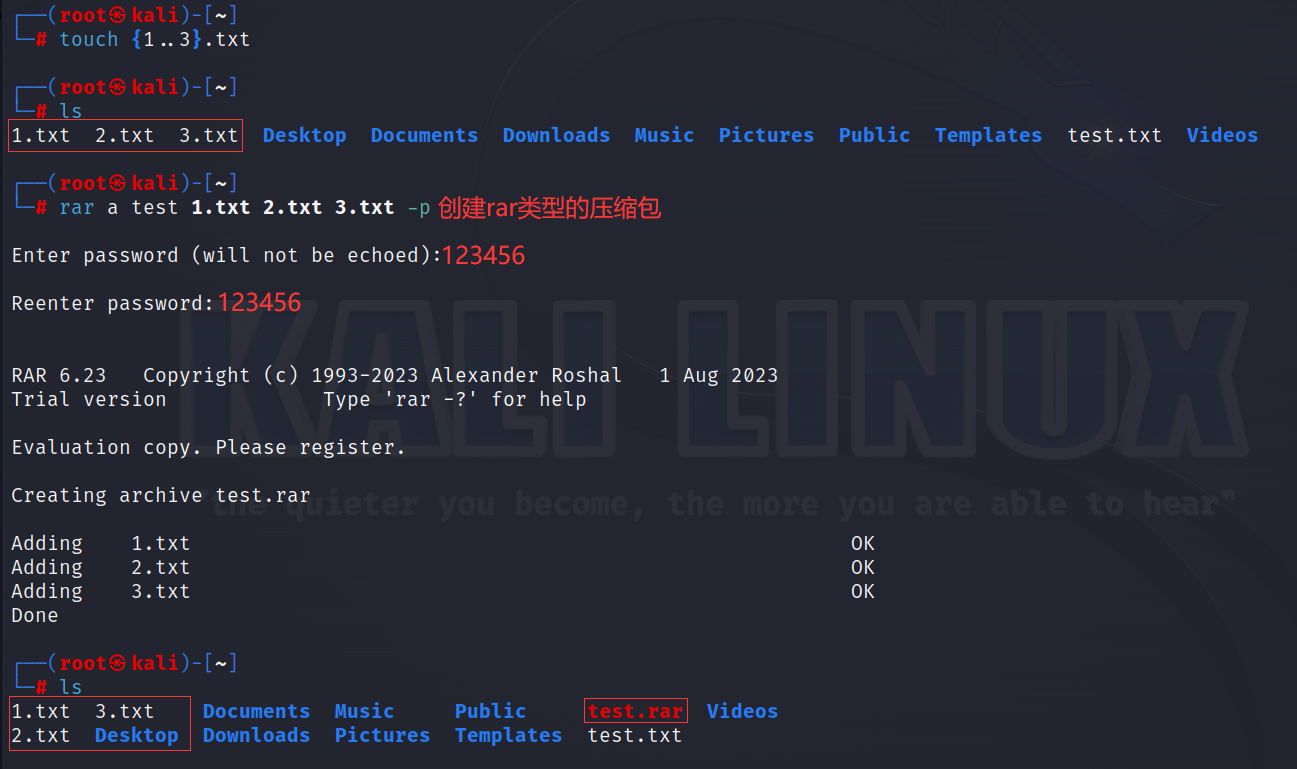 ┌──(root㉿kali)-[~]
└─# touch {1..3}.txt
┌──(root㉿kali)-[~]
└─# ls
1.txt 2.txt 3.txt Desktop Documents Downloads Music Pictures Public Templates test.txt Videos
┌──(root㉿kali)-[~]
└─# rar a test 1.txt 2.txt 3.txt -p 创建rar类型的压缩包
Enter password (will not be echoed):123456
Reenter password:123456
KALI LINUX
RAR 6.23 Copyright (c) 1993-2023 Alexander Roshal 1 Aug 2023
Trial version Type 'rar -?' for help
Evaluation copy. Please register.
Creating archive test.rar
"the quieter you become, the more you are able to hear"
Adding 1.txt OK
Adding 2.txt OK
Adding 3.txt OK
Done
┌──(root㉿kali)-[~]
└─# ls
1.txt 3.txt Documents Music Public test.rar Videos
2.txt Desktop Downloads Pictures Templates test.txt